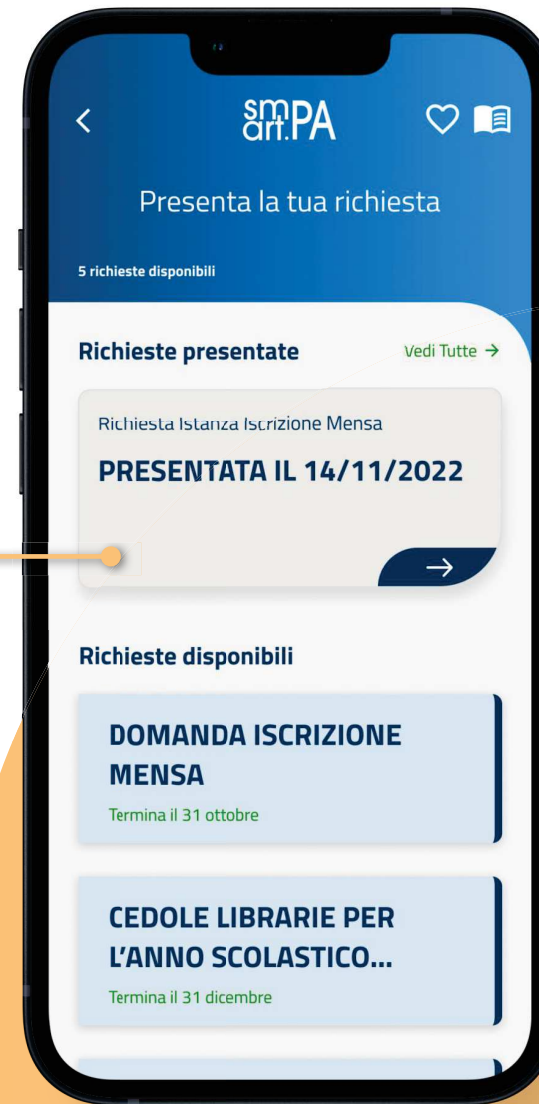 smart.PA
Presenta la tua richiesta
5 richieste disponibili
Richieste presentate
Vedi Tutte →
Richiesta Istanza Iscrizione Mensa
PRESENTATA IL 14/11/2022
Richieste disponibili
DOMANDA ISCRIZIONE
MENSA
Termina il 31 ottobre
CEDOLE LIBRARIE PER
L'ANNO SCOLASTICO...
Termina il 31 dicembre